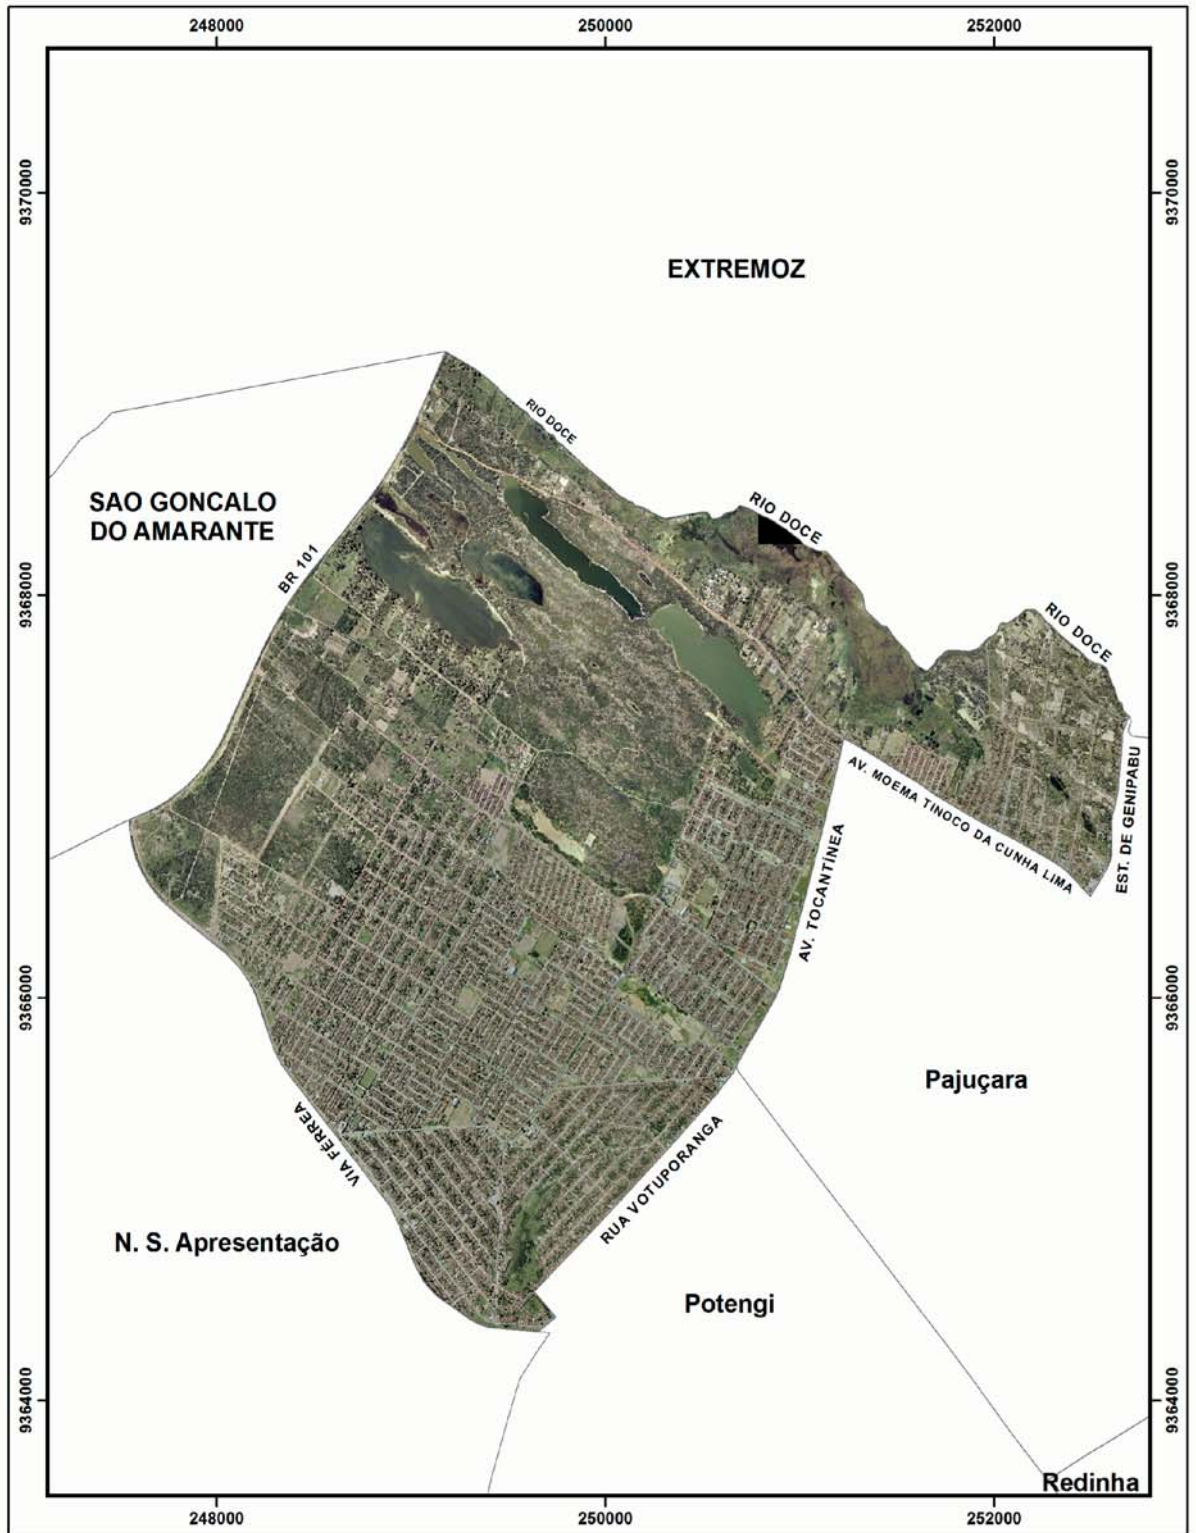 248000
250000
252000
9370000
9370000
EXTREMOZ
RIO DOCE
SAO GONCALO
DO AMARANTE
RIO DOCE
BR 101
9368000
9368000
RIO DOCE
AV. MOEMA TINOCO DA CUNHA LIMA
EST. DE GENIPABU
AV. TOCANTÍNEA
9366000
9366000
Pajuçara
VIA FÉRREA
RUA VOTUPORANGA
N. S. Apresentação
Potengi
9364000
9364000
Redinha
248000
250000
252000